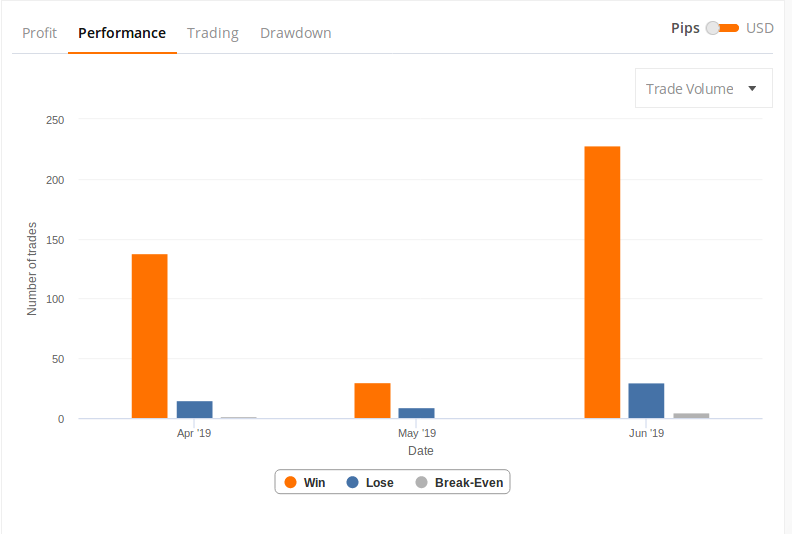 Profit Performance Trading Drawdown Pips USD
Trade Volume
250
200
150
100
50
0
Number of trades
Apr '19 May '19 Jun '19
Date
Win Lose Break-Even